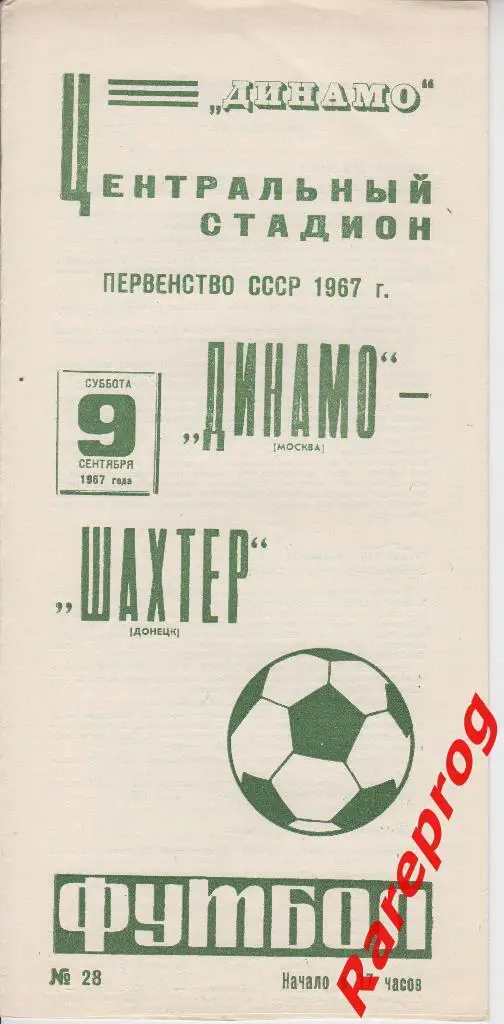 „ДИНАМО“
ЦЕНТРАЛЬНЫЙ
СТАДИОН
ПЕРВЕНСТВО СССР 1967 г.
СУББОТА
9
СЕНТЯБРЯ
1967 года
„ДИНАМО“ —
[МОСКВА]
„ШАХТЕР“
[ДОНЕЦК]
ФУТБОЛ
№ 28
Начало 17 часов
Rareprog